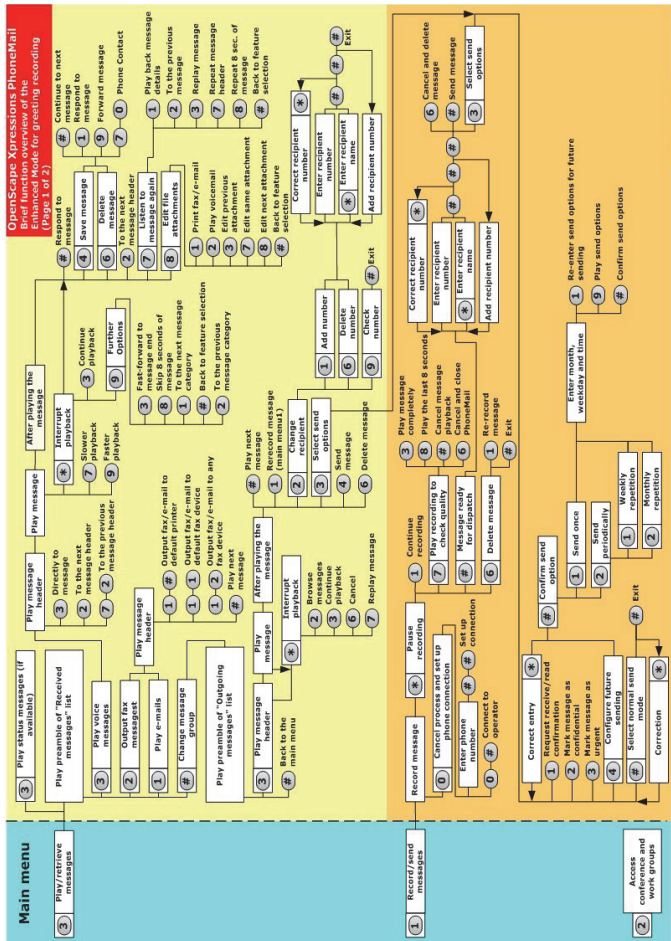 OpenScape Xpressions PhoneMail
Brief function overview of the
Enhanced Mode for greeting recording
(Page 1 of 2)
Main menu
3 Play/retrieve
messages
3 Play status messages (if
available)
Play preamble of "Received
messages" list
3 Play voice
messages
2 Output fax
messagest
1 Play e-mails
# Change message
group
Play message
header
3 Directly to
message
2 To the next
message header
7 2 To the previous
message header
Play message
* Interrupt
playback
7 Slower
playback
9 Faster
playback
3 Continue
playback
9 Further
Options
3 Fast-forward to
message end
8 Skip 8 seconds of
message
1 To the next message
category
# Back to feature selection
2 To the previous
message category
After playing the
message
# Respond to
message
4 Save message
6 Delete
message
2 To the next
message header
7 Listen to
message again
8 Edit file
attachments
# Continue to next
message
1 Respond to
message
9 Forward message
7 0 Phone Contact
1 Play back message
details
2 To the previous
message
3 Replay message
7 Repeat message
header
8 Repeat 8 sec. of
message
# Back to feature
selection
1 Print fax/e-mail
2 Play voicemail
3 Edit previous
attachment
7 Edit same attachment
8 Edit next attachment
# Back to feature
selection
Play message
header
1 # Output fax/e-mail to
default printer
1 1 Output fax/e-mail to
default fax device
1 2 Output fax/e-mail to any
fax device
# Play next
message
Play preamble of "Outgoing
messages" list
3 Play message
header
# Back to the
main menu
Play
message
* Interrupt
playback
2 Browse
messages
3 Continue
playback
6 Cancel
7 Replay message
After playing the
message
# Play next
message
1 Rerecord message
(main menu1)
2 Change
recipient
3 Select send
options
4 Send
message
6 Delete message
1 Add number
6 Delete
number
9 Check
number
# Exit
Correct recipient *
number
Enter recipient
number
* Enter recipient
name
Add recipient number
# # # Exit
1 Record/send
messages
Record message
0 Cancel process and set up
phone connection
Enter phone
number
# # Set up
connection
0 # Connect to
operator
Pause *
recording
1 Continue
recording
7 Play recording to
check quality
# Message ready
for dispatch
6 Delete message
3 Play message
completely
8 Play the last 8 seconds
# Cancel message
playback
6 Cancel and close
PhoneMail
1 Re-record
message
# Exit
Correct recipient *
number
Enter recipient
number
* Enter recipient
name
Add recipient number
# # #
6 Cancel and delete
message
# Send message
3 Select send
options
Correct entry *
1 Request receive/read
confirmation
2 Mark message as
confidential
3 Mark message as
urgent
4 Configure future
sending
# Select normal send
mode
Correction *
# Exit
# Confirm send
option
1 Send once
2 Send
periodically
1 Weekly
repetition
2 Monthly
repetition
Enter month,
weekday and time
1 Re-enter send options for future
sending
9 Play send options
# Confirm send options
2 Access
conference and
work groups